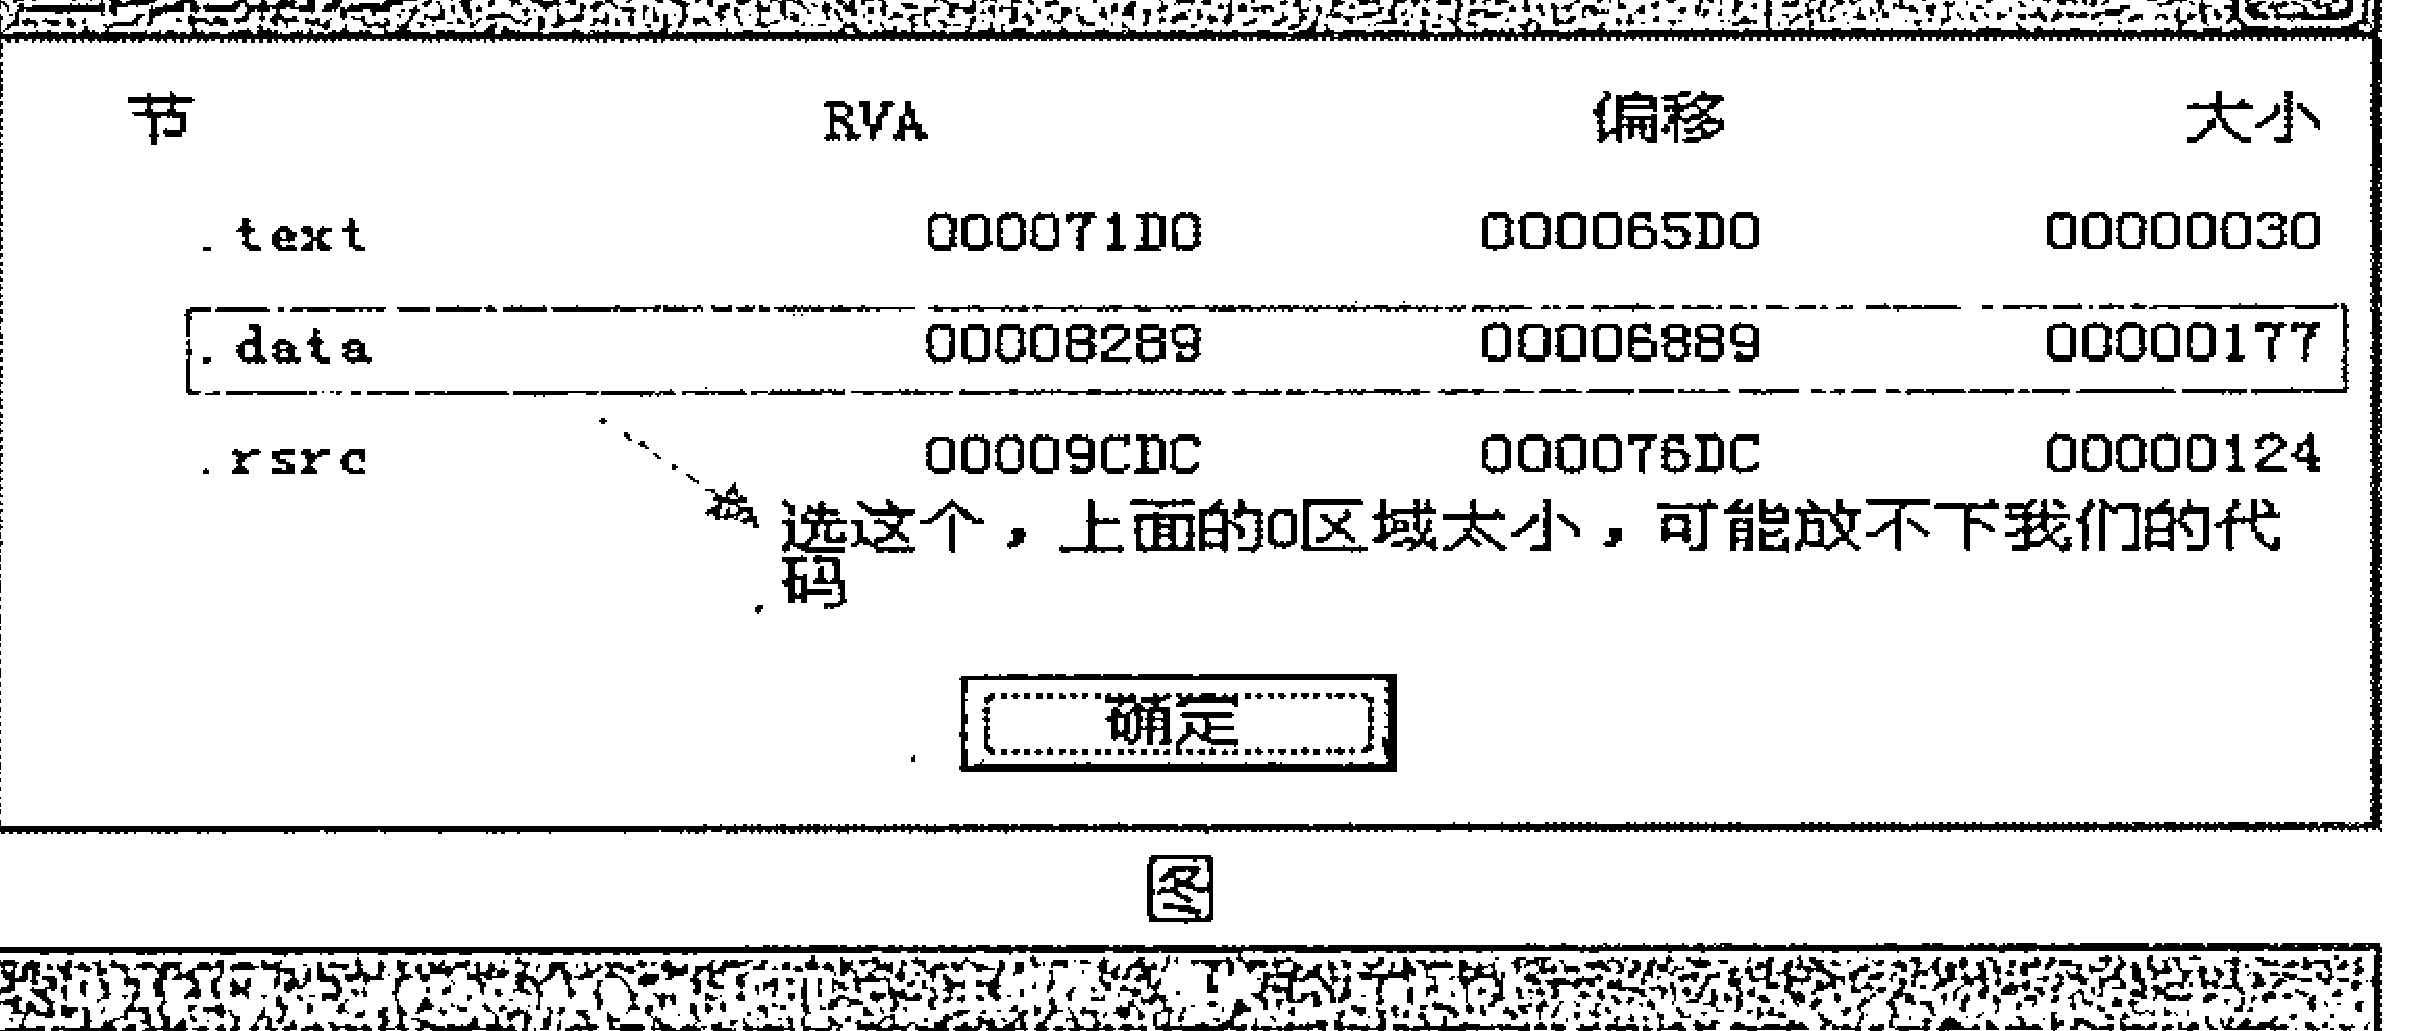 节 RVA 偏移 大小
.text 000071D0 000065D0 00000030
.data 00008289 00006889 00000177
.rsrc 00009CDC 000076DC 00000124
选这个，上面的0区域太小，可能放不下我们的代
码
确定
图